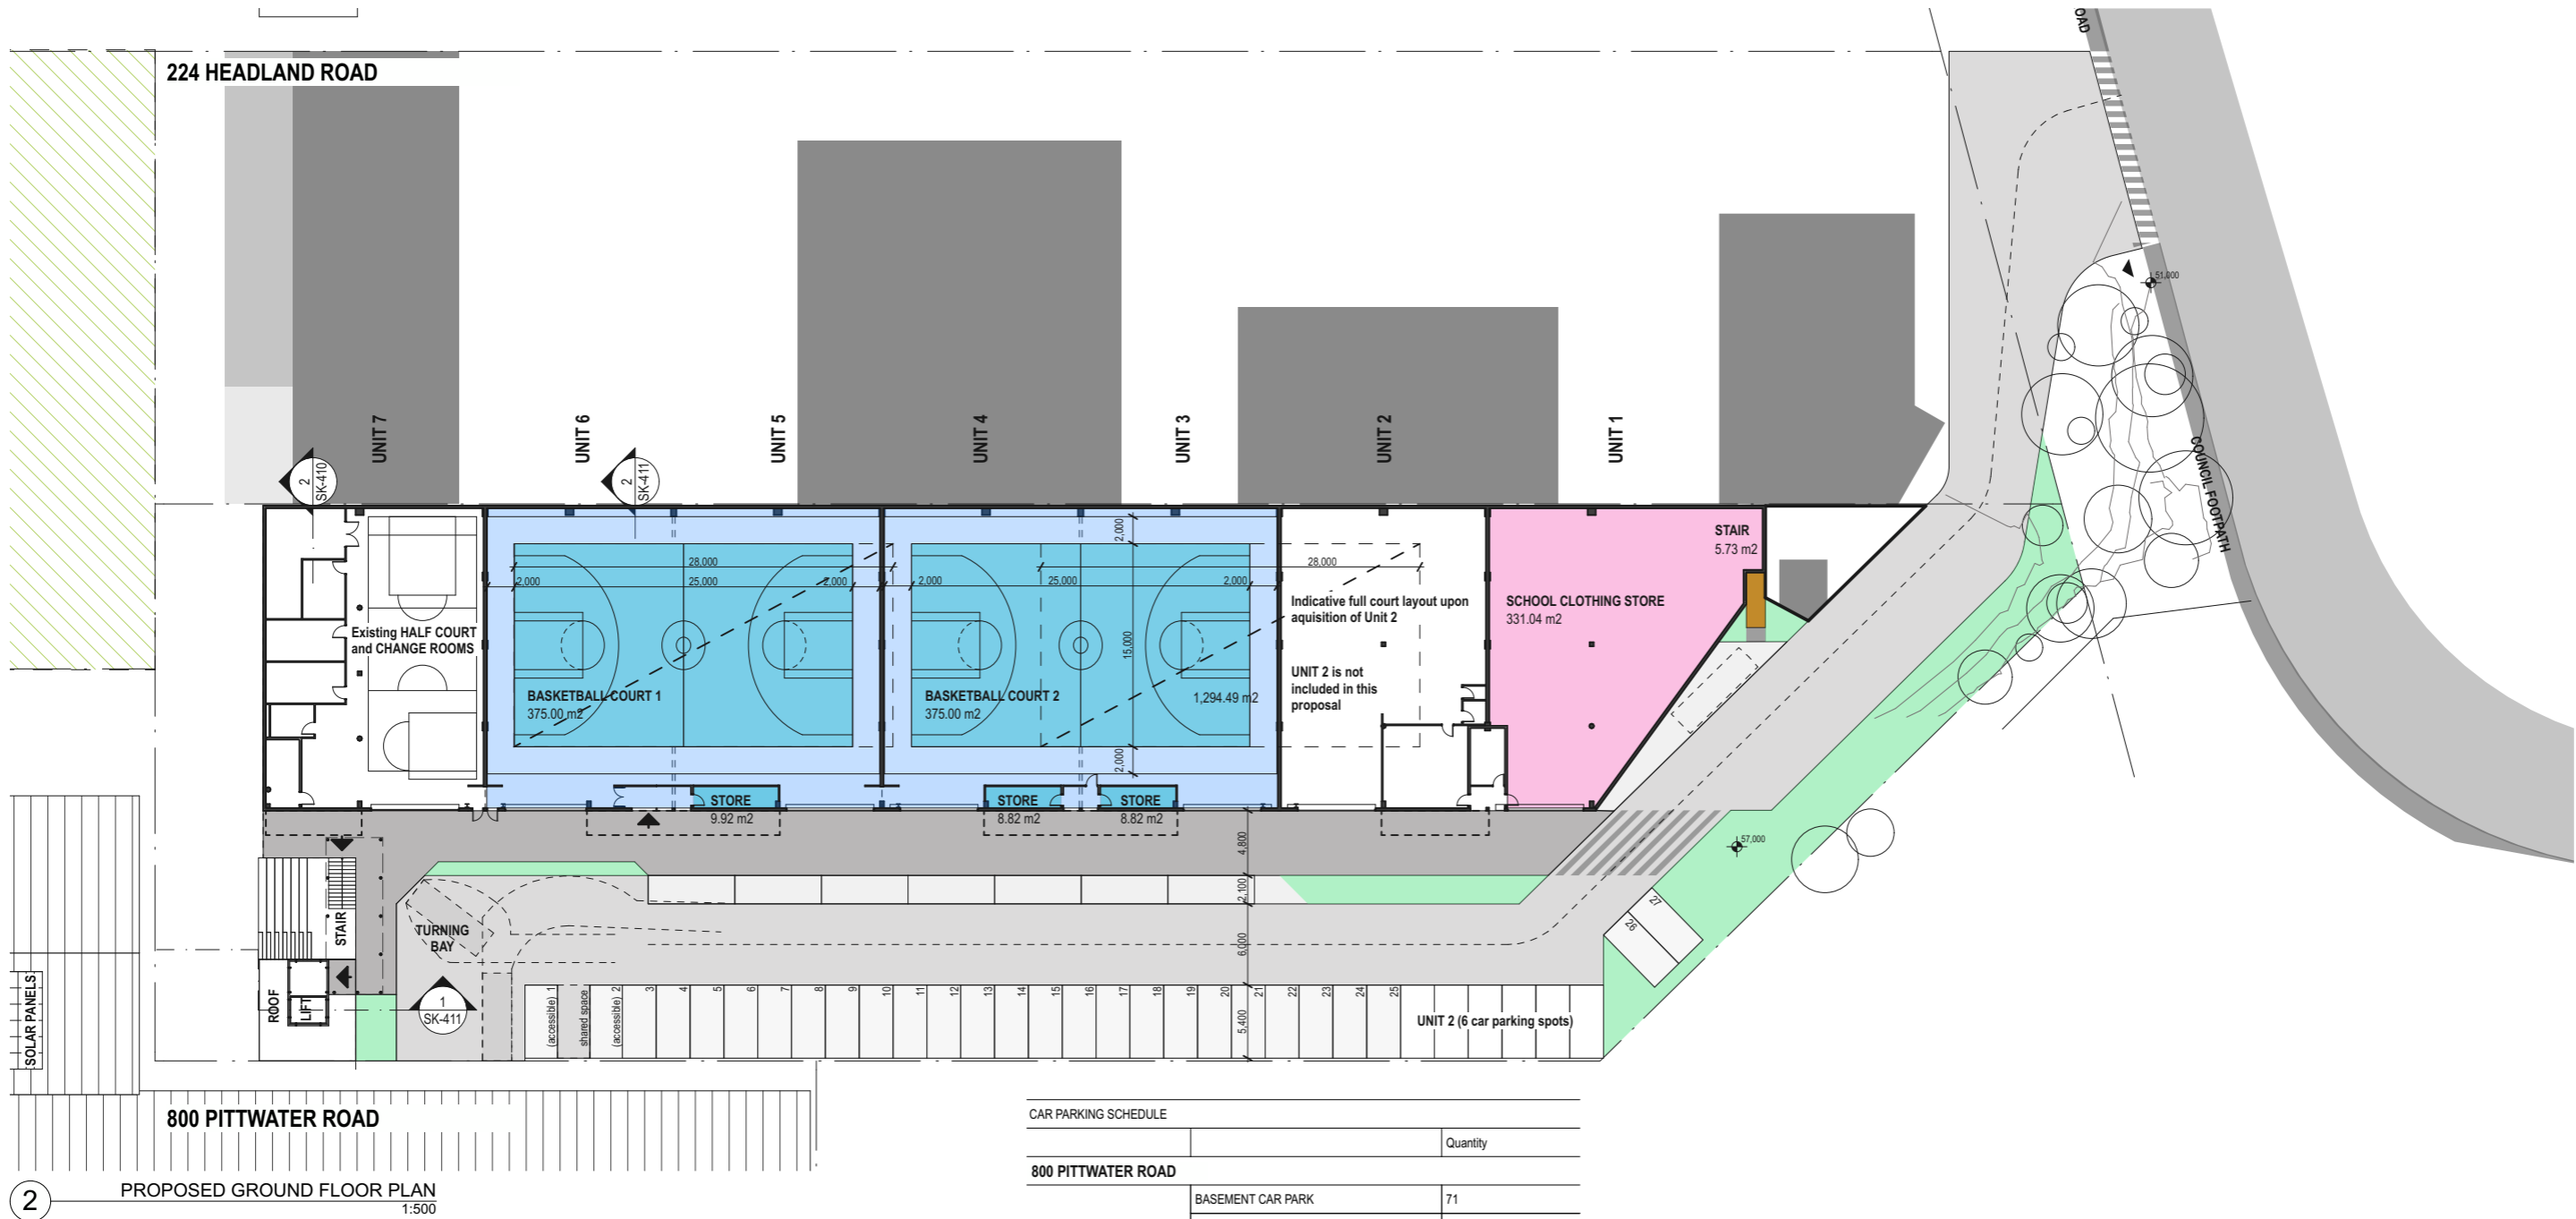 224 HEADLAND ROAD
OAD
51,000
COUNCIL FOOTPATH
UNIT 7
UNIT 6
UNIT 5
UNIT 4
UNIT 3
UNIT 2
UNIT 1
2
SK-410
2
SK-411
2,000
28,000
2,000
25,000
2,000
2,000
25,000
2,000
28,000
15,000
2,000
STAIR
5.73 m2
Existing HALF COURT
and CHANGE ROOMS
BASKETBALL COURT 1
375.00 m2
BASKETBALL COURT 2
375.00 m2
1,294.49 m2
Indicative full court layout upon
aquisition of Unit 2
UNIT 2 is not
included in this
proposal
SCHOOL CLOTHING STORE
331.04 m2
STORE
9.92 m2
STORE
8.82 m2
STORE
8.82 m2
57,000
4,800
2,100
6,000
5,400
STAIR
TURNING
BAY
ROOF
LIFT
SOLAR PANELS
1
SK-411
(accessible) 1
shared space
(accessible) 2
3
4
5
6
7
8
9
10
11
12
13
14
15
16
17
18
19
20
21
22
23
24
25
UNIT 2 (6 car parking spots)
26
27
800 PITTWATER ROAD
2
PROPOSED GROUND FLOOR PLAN
1:500
CAR PARKING SCHEDULE
Quantity
800 PITTWATER ROAD
BASEMENT CAR PARK 71